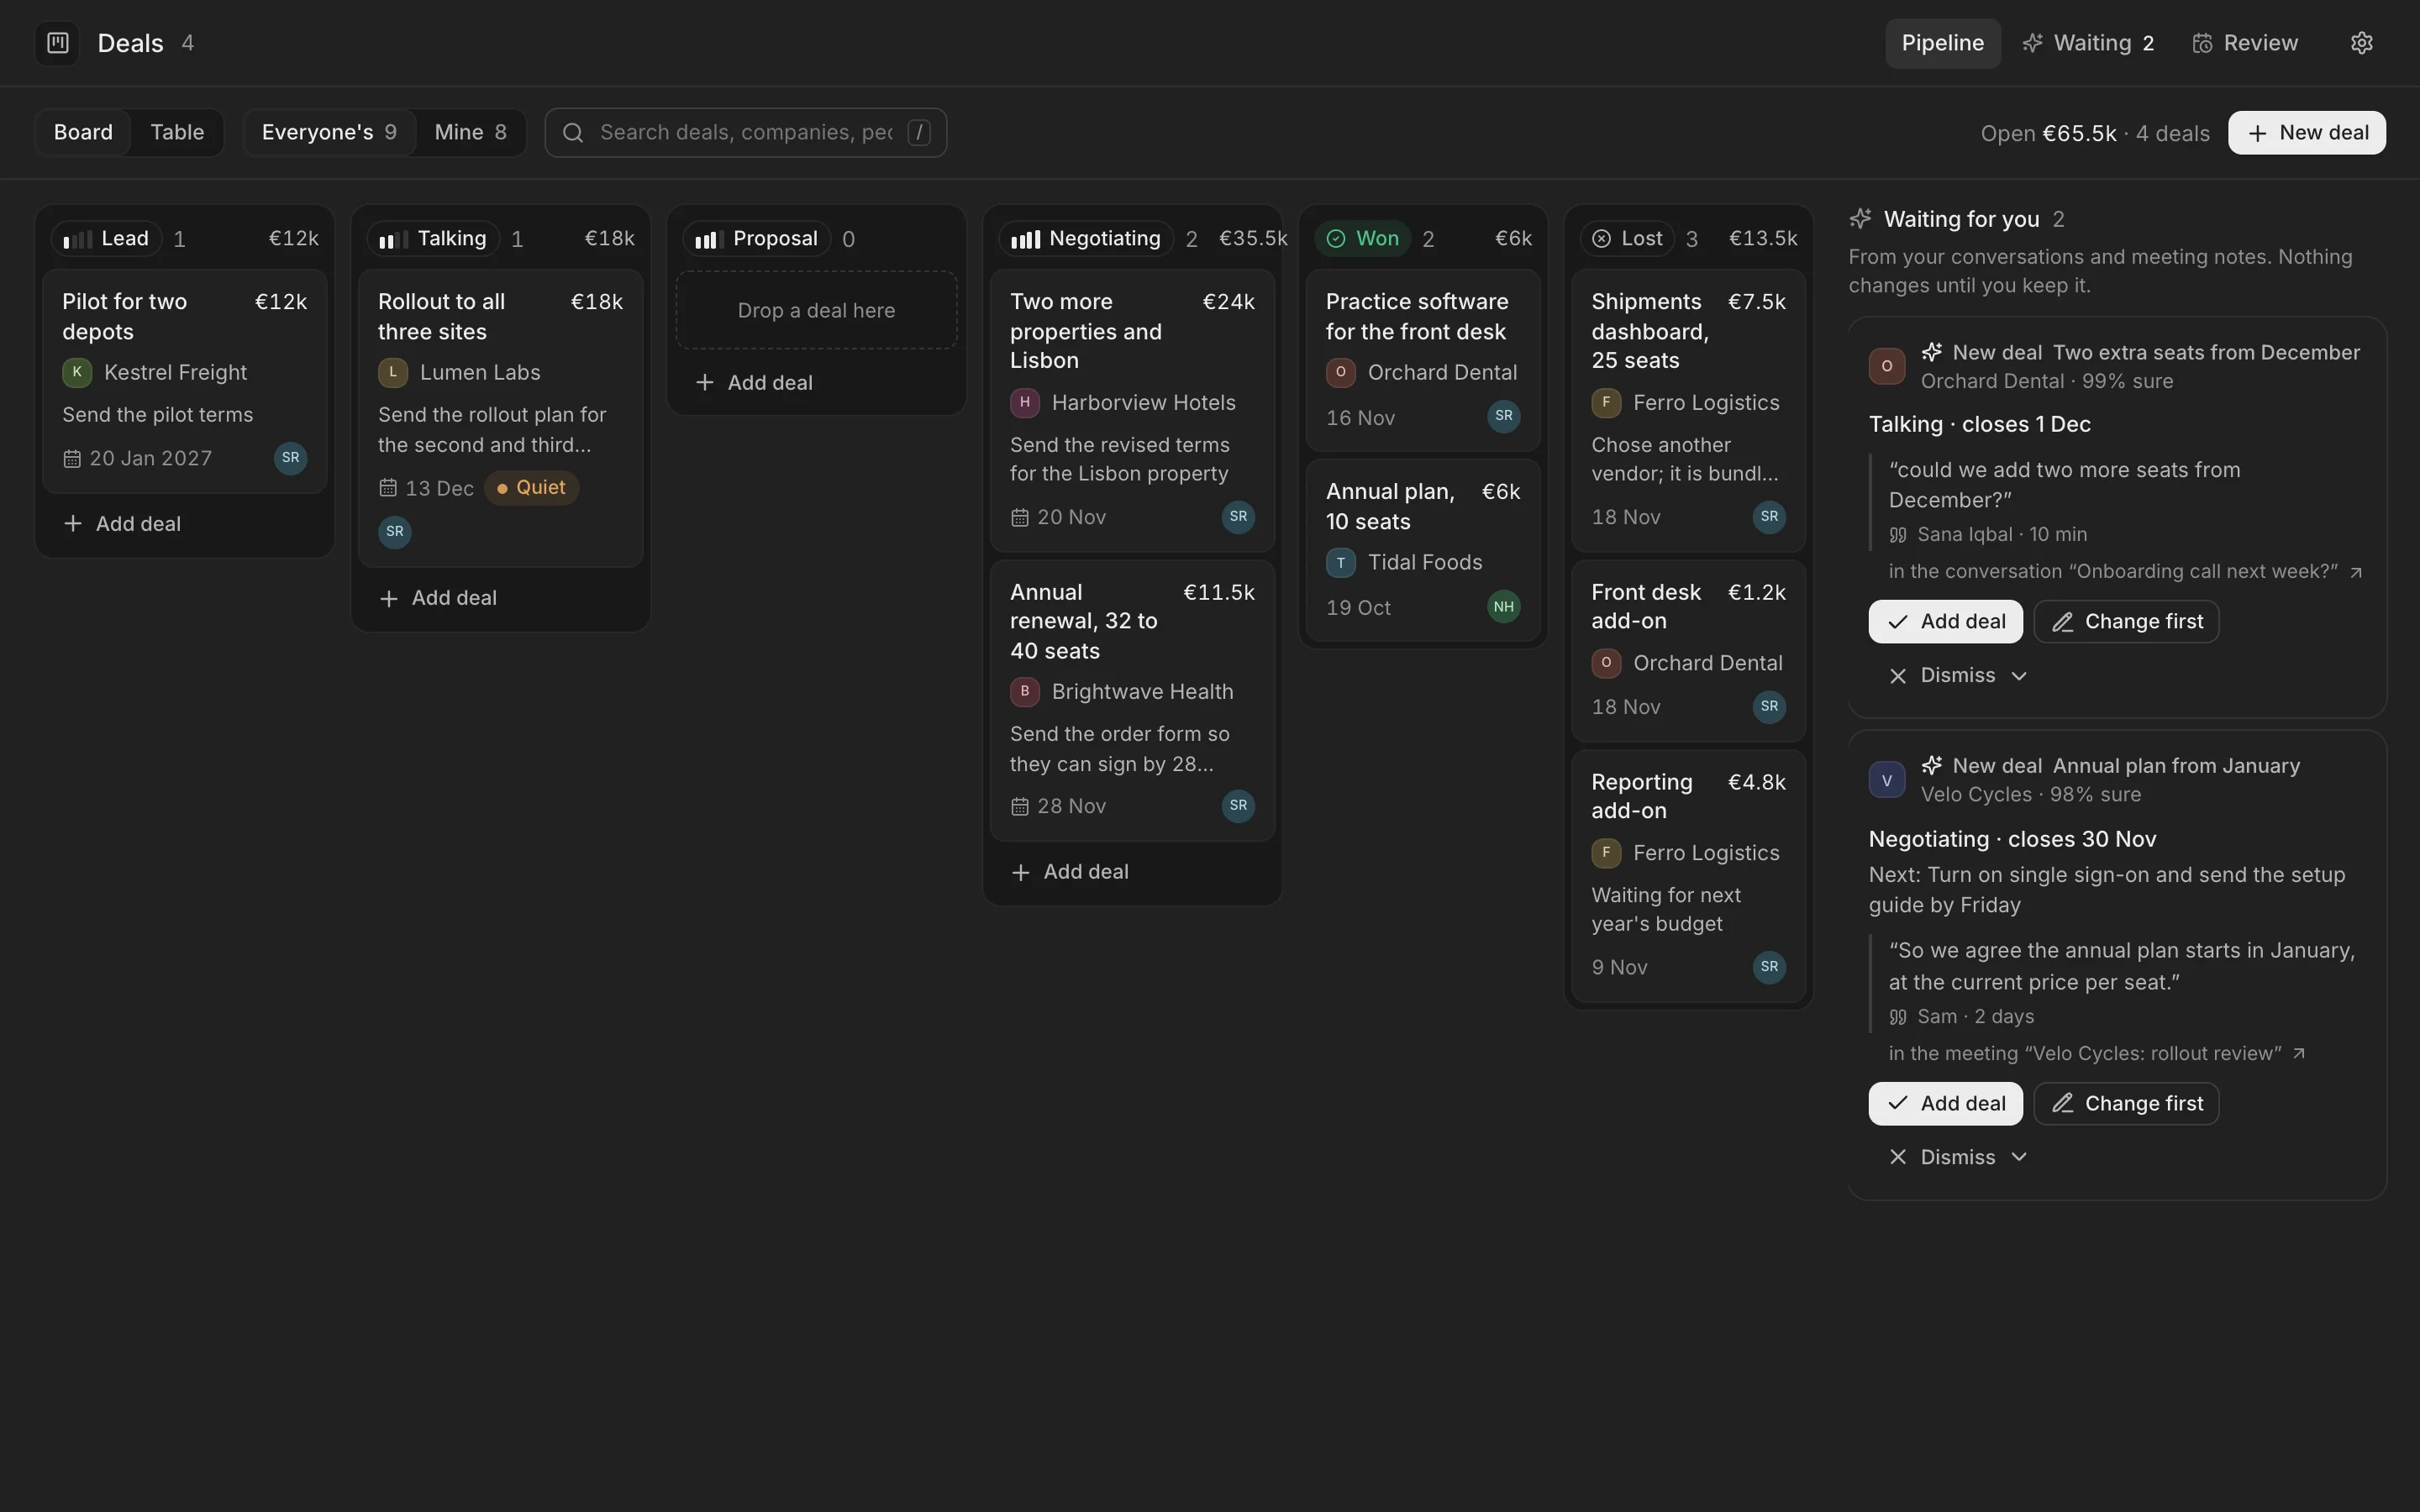 Deals 4
Pipeline
Waiting 2
Review
Board
Table
Everyone's 9
Mine 8
/
Open €65.5k · 4 deals
New deal
Lead 1 €12k
Pilot for two €12k
depots
K Kestrel Freight
Send the pilot terms
20 Jan 2027 SR
Add deal
Talking 1 €18k
Rollout to all €18k
three sites
L Lumen Labs
Send the rollout plan for
the second and third...
13 Dec Quiet
SR
Add deal
Proposal 0
Drop a deal here
Add deal
Negotiating 2 €35.5k
Two more €24k
properties and
Lisbon
H Harborview Hotels
Send the revised terms
for the Lisbon property
20 Nov SR
Annual €11.5k
renewal, 32 to
40 seats
B Brightwave Health
Send the order form so
they can sign by 28...
28 Nov SR
Add deal
Won 2 €6k
Practice software
for the front desk
O Orchard Dental
16 Nov SR
Annual plan, €6k
10 seats
T Tidal Foods
19 Oct NH
Lost 3 €13.5k
Shipments €7.5k
dashboard,
25 seats
F Ferro Logistics
Chose another
vendor; it is bundl...
18 Nov SR
Front desk €1.2k
add-on
O Orchard Dental
18 Nov SR
Reporting €4.8k
add-on
F Ferro Logistics
Waiting for next
year's budget
9 Nov SR
Waiting for you 2
From your conversations and meeting notes. Nothing
changes until you keep it.
O New deal Two extra seats from December
Orchard Dental · 99% sure
Talking · closes 1 Dec
“could we add two more seats from
December?”
Sana Iqbal · 10 min
in the conversation “Onboarding call next week?”
Add deal
Change first
Dismiss
V New deal Annual plan from January
Velo Cycles · 98% sure
Negotiating · closes 30 Nov
Next: Turn on single sign-on and send the setup
guide by Friday
“So we agree the annual plan starts in January,
at the current price per seat.”
Sam · 2 days
in the meeting “Velo Cycles: rollout review”
Add deal
Change first
Dismiss
Search deals, companies,